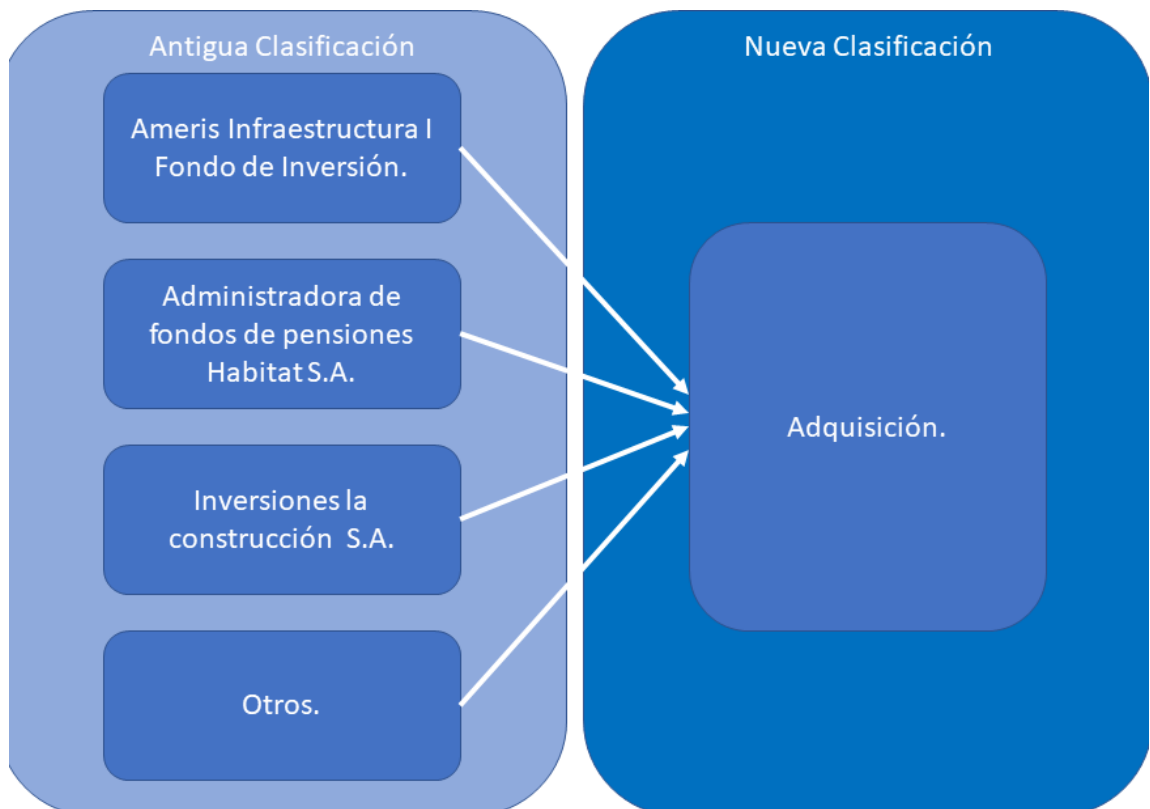 Antigua Clasificación
Ameris Infraestructura I
Fondo de Inversión.
Administradora de
fondos de pensiones
Habitat S.A.
Inversiones la
construcción S.A.
Otros.
Nueva Clasificación
Adquisición.